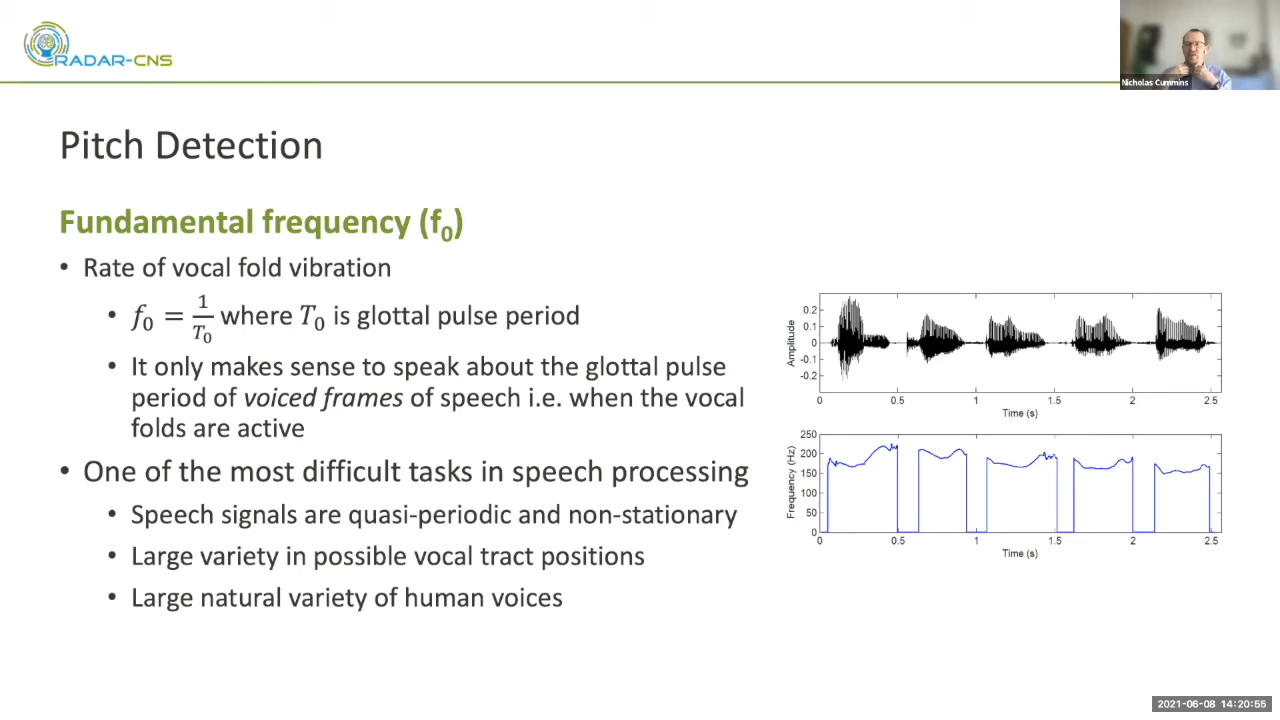 RADAR-CNS
Nicholas Cummins
Pitch Detection
Fundamental frequency (f₀)
• Rate of vocal fold vibration
• f₀ = 1/T₀ where T₀ is glottal pulse period
• It only makes sense to speak about the glottal pulse
period of voiced frames of speech i.e. when the vocal
folds are active
• One of the most difficult tasks in speech processing
• Speech signals are quasi-periodic and non-stationary
• Large variety in possible vocal tract positions
• Large natural variety of human voices
Amplitude
0.2
0.1
0
-0.1
-0.2
0 0.5 1 1.5 2 2.5
Time (s)
Frequency (Hz)
250
200
150
100
50
0
0 0.5 1 1.5 2 2.5
Time (s)
2021-06-08 14:20:55